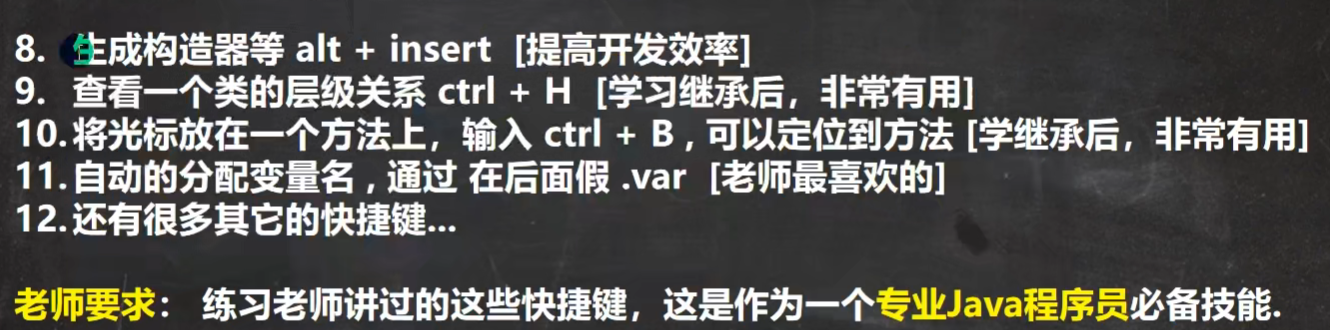 8. 生成构造器等 alt + insert [提高开发效率]
9. 查看一个类的层级关系 ctrl + H [学习继承后，非常有用]
10.将光标放在一个方法上，输入 ctrl + B , 可以定位到方法 [学继承后，非常有用]
11.自动的分配变量名 , 通过 在后面假 .var [老师最喜欢的]
12.还有很多其它的快捷键...
老师要求： 练习老师讲过的这些快捷键，这是作为一个专业Java程序员必备技能.